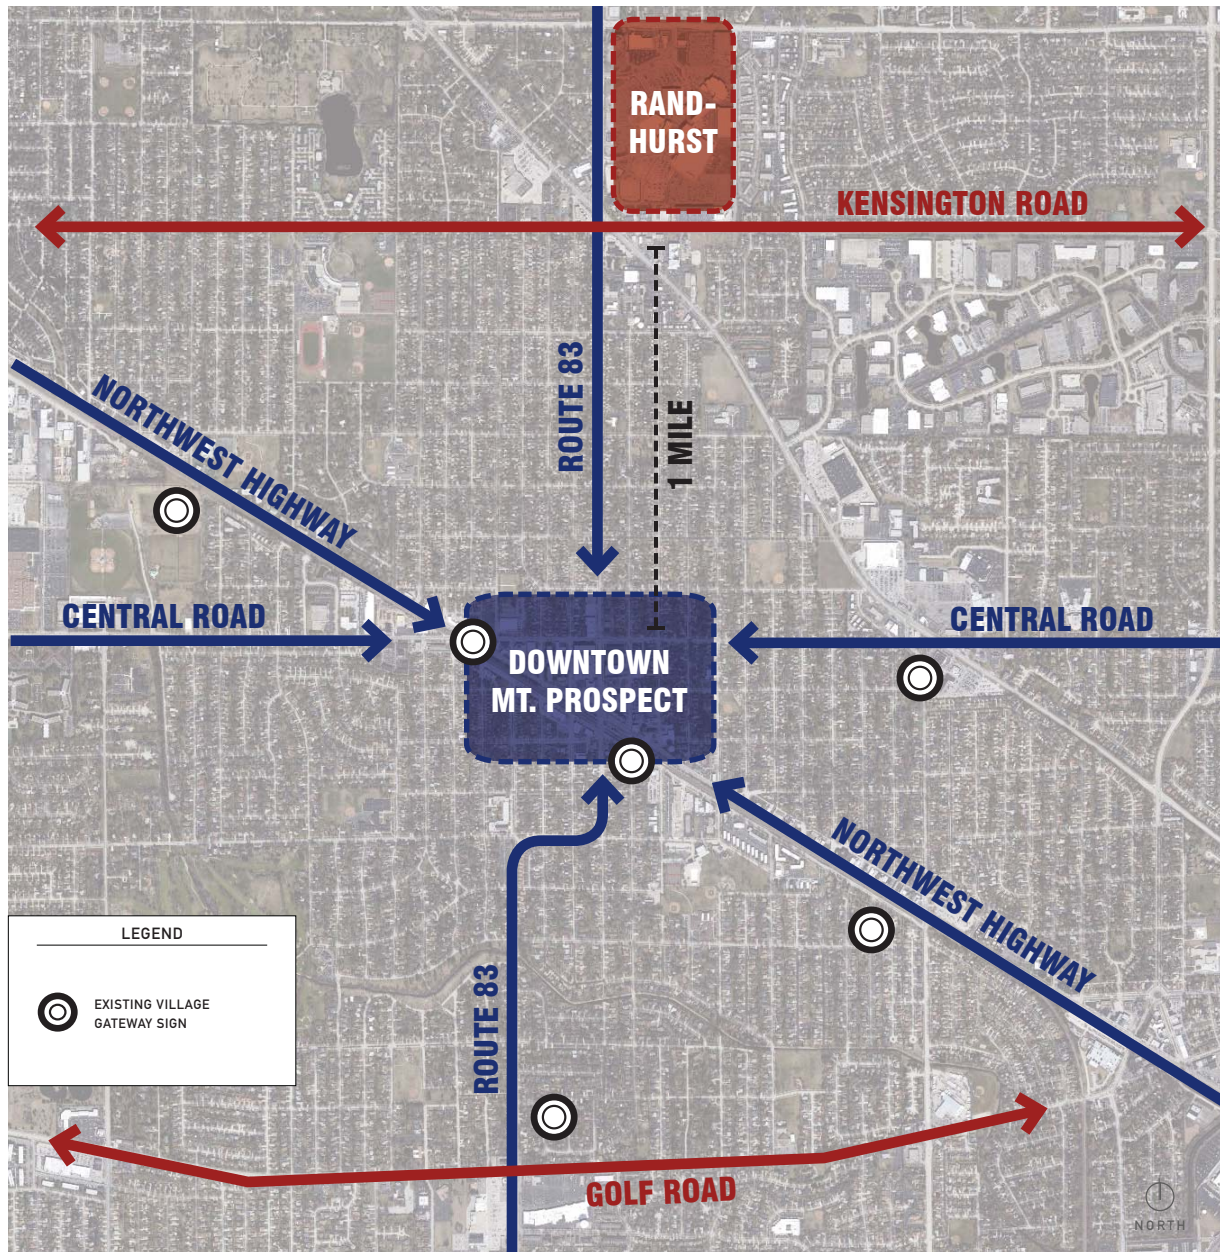 RAND-
HURST
KENSINGTON ROAD
ROUTE 83
1 MILE
NORTHWEST HIGHWAY
CENTRAL ROAD
CENTRAL ROAD
DOWNTOWN
MT. PROSPECT
NORTHWEST HIGHWAY
LEGEND
EXISTING VILLAGE
GATEWAY SIGN
ROUTE 83
GOLF ROAD
NORTH